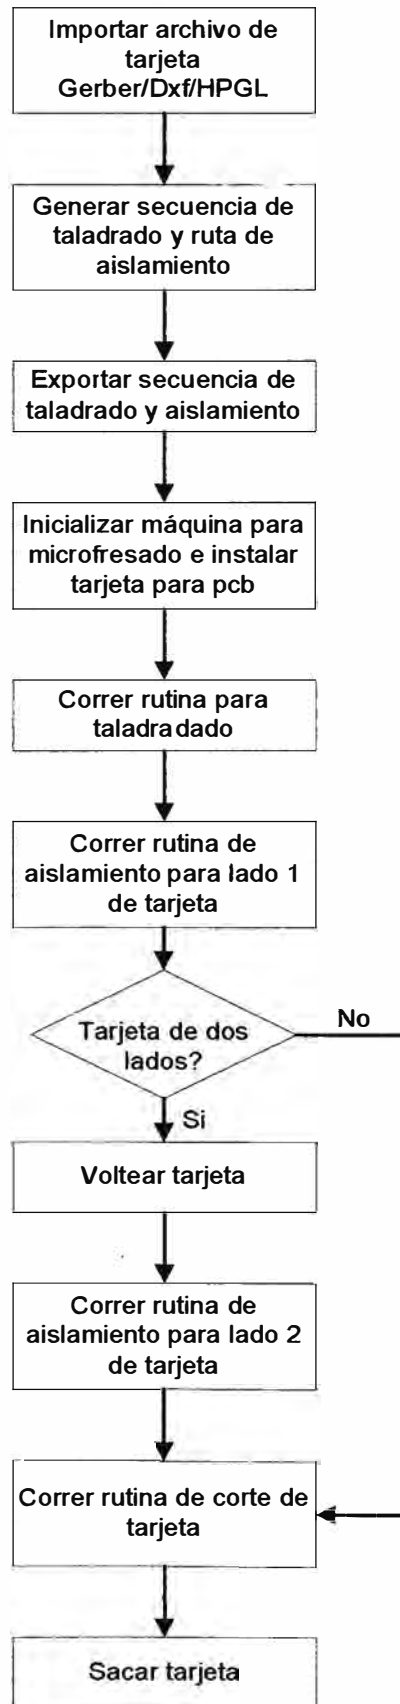 Importar archivo de
tarjeta
Gerber/Dxf/HPGL
Generar secuencia de
taladrado y ruta de
aislamiento
Exportar secuencia de
taladrado y aislamiento
Inicializar máquina para
microfresado e instalar
tarjeta para pcb
Correr rutina para
taladradado
Correr rutina de
aislamiento para lado 1
de tarjeta
Tarjeta de dos
lados?
No
Si
Voltear tarjeta
Correr rutina de
aislamiento para lado 2
de tarjeta
Correr rutina de corte de
tarjeta
Sacar tarjeta